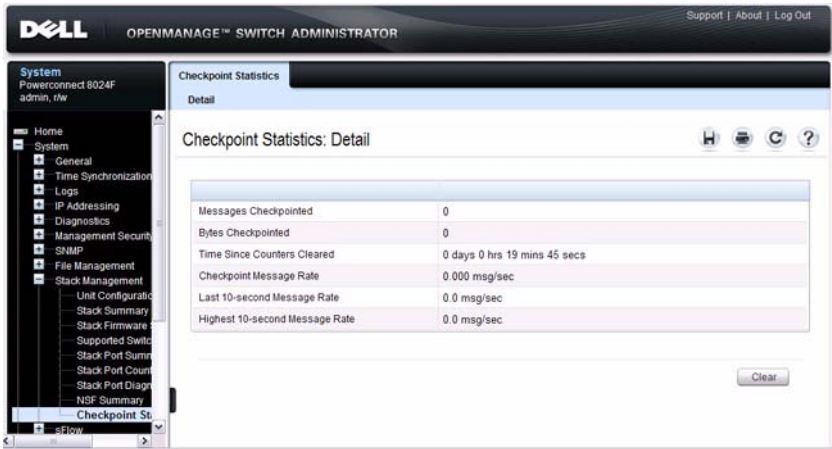 Support | About | Log Out
DELL
OPENMANAGE™ SWITCH ADMINISTRATOR
System
Powerconnect 8024F
admin, r/w
Home
System
General
Time Synchronization
Logs
IP Addressing
Diagnostics
Management Security
SNMP
File Management
Stack Management
Unit Configuratio
Stack Summary
Stack Firmware S
Supported Switc
Stack Port Summ
Stack Port Count
Stack Port Diagn
NSF Summary
Checkpoint Sta
sFlow
Checkpoint Statistics
Detail
Checkpoint Statistics: Detail
Messages Checkpointed 0
Bytes Checkpointed 0
Time Since Counters Cleared 0 days 0 hrs 19 mins 45 secs
Checkpoint Message Rate 0.000 msg/sec
Last 10-second Message Rate 0.0 msg/sec
Highest 10-second Message Rate 0.0 msg/sec
Clear